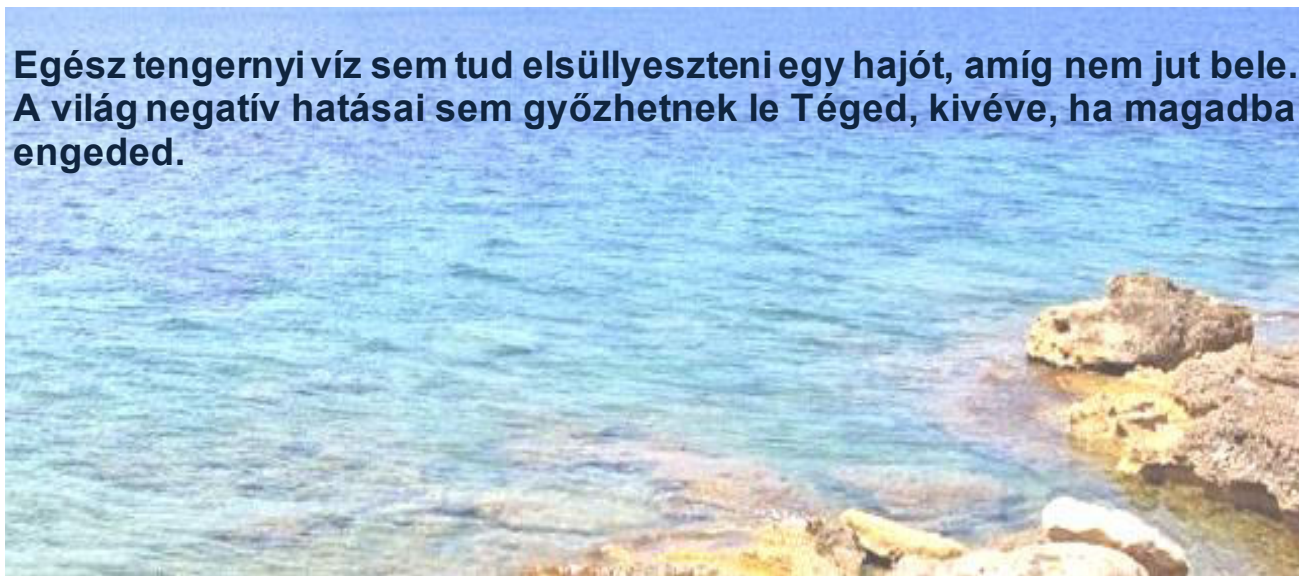 Egész tengernyi víz sem tud elsüllyeszteni egy hajót, amíg nem jut bele.
A világ negatív hatásai sem győzhetnek le Téged, kivéve, ha magadba
engeded.